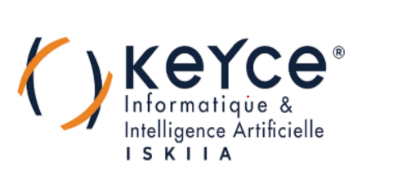 Keyce®
Informatique &
Intelligence Artificielle
ISKIIA